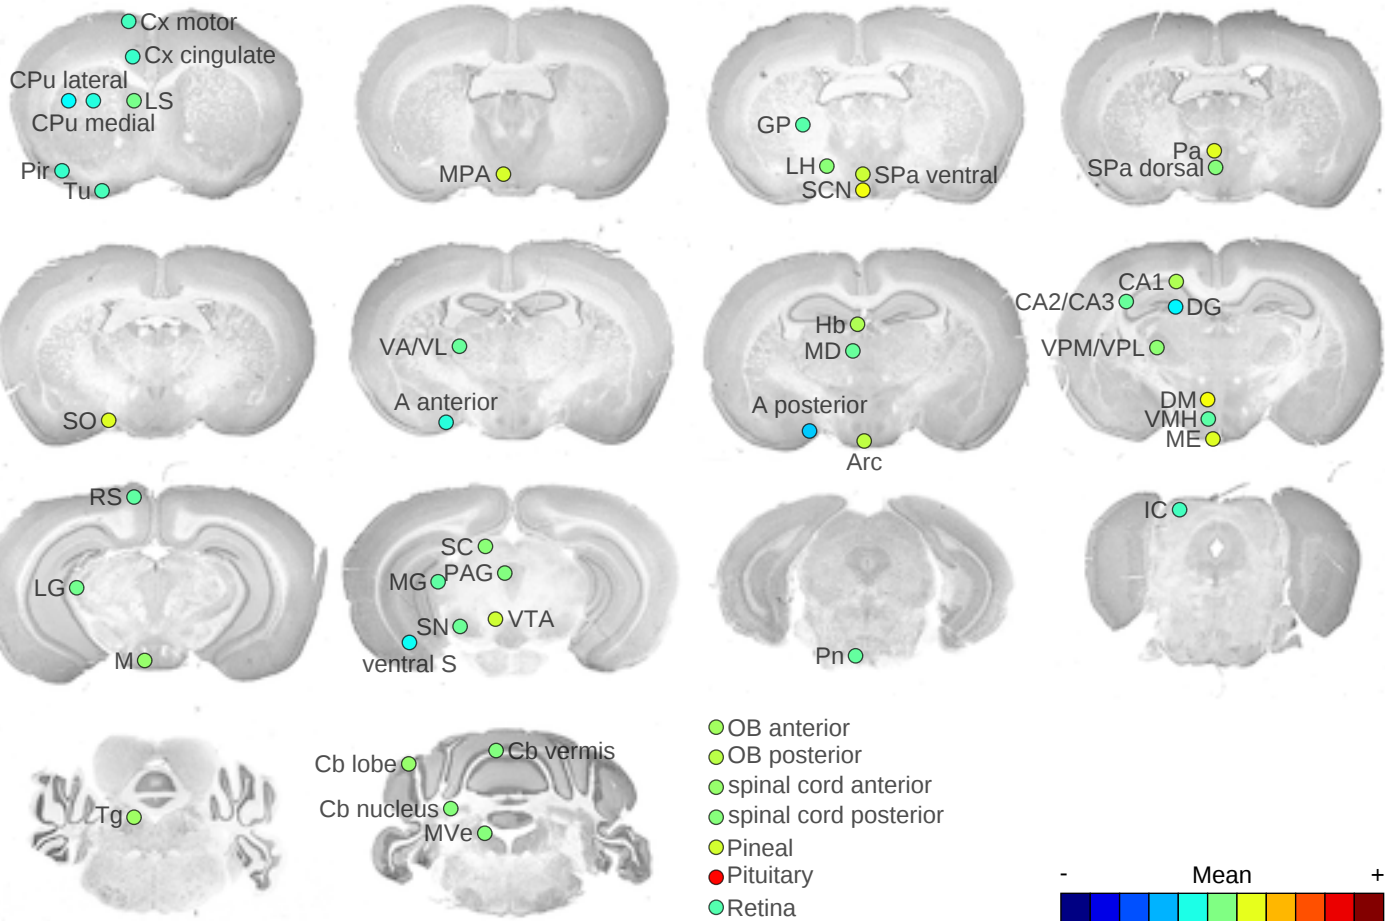 Cx motor
Cx cingulate
CPu lateral
LS
CPu medial
Pir
Tu
MPA
GP
LH
SPa ventral
SCN
Pa
SPa dorsal
SO
VA/VL
A anterior
Hb
MD
A posterior
Arc
CA1
CA2/CA3
DG
VPM/VPL
DM
VMH
ME
RS
LG
M
SC
PAG
MG
VTA
SN
ventral S
Pn
IC
Tg
Cb vermis
Cb lobe
Cb nucleus
MVe
OB anterior
OB posterior
spinal cord anterior
spinal cord posterior
Pineal
Pituitary
Retina
- Mean +